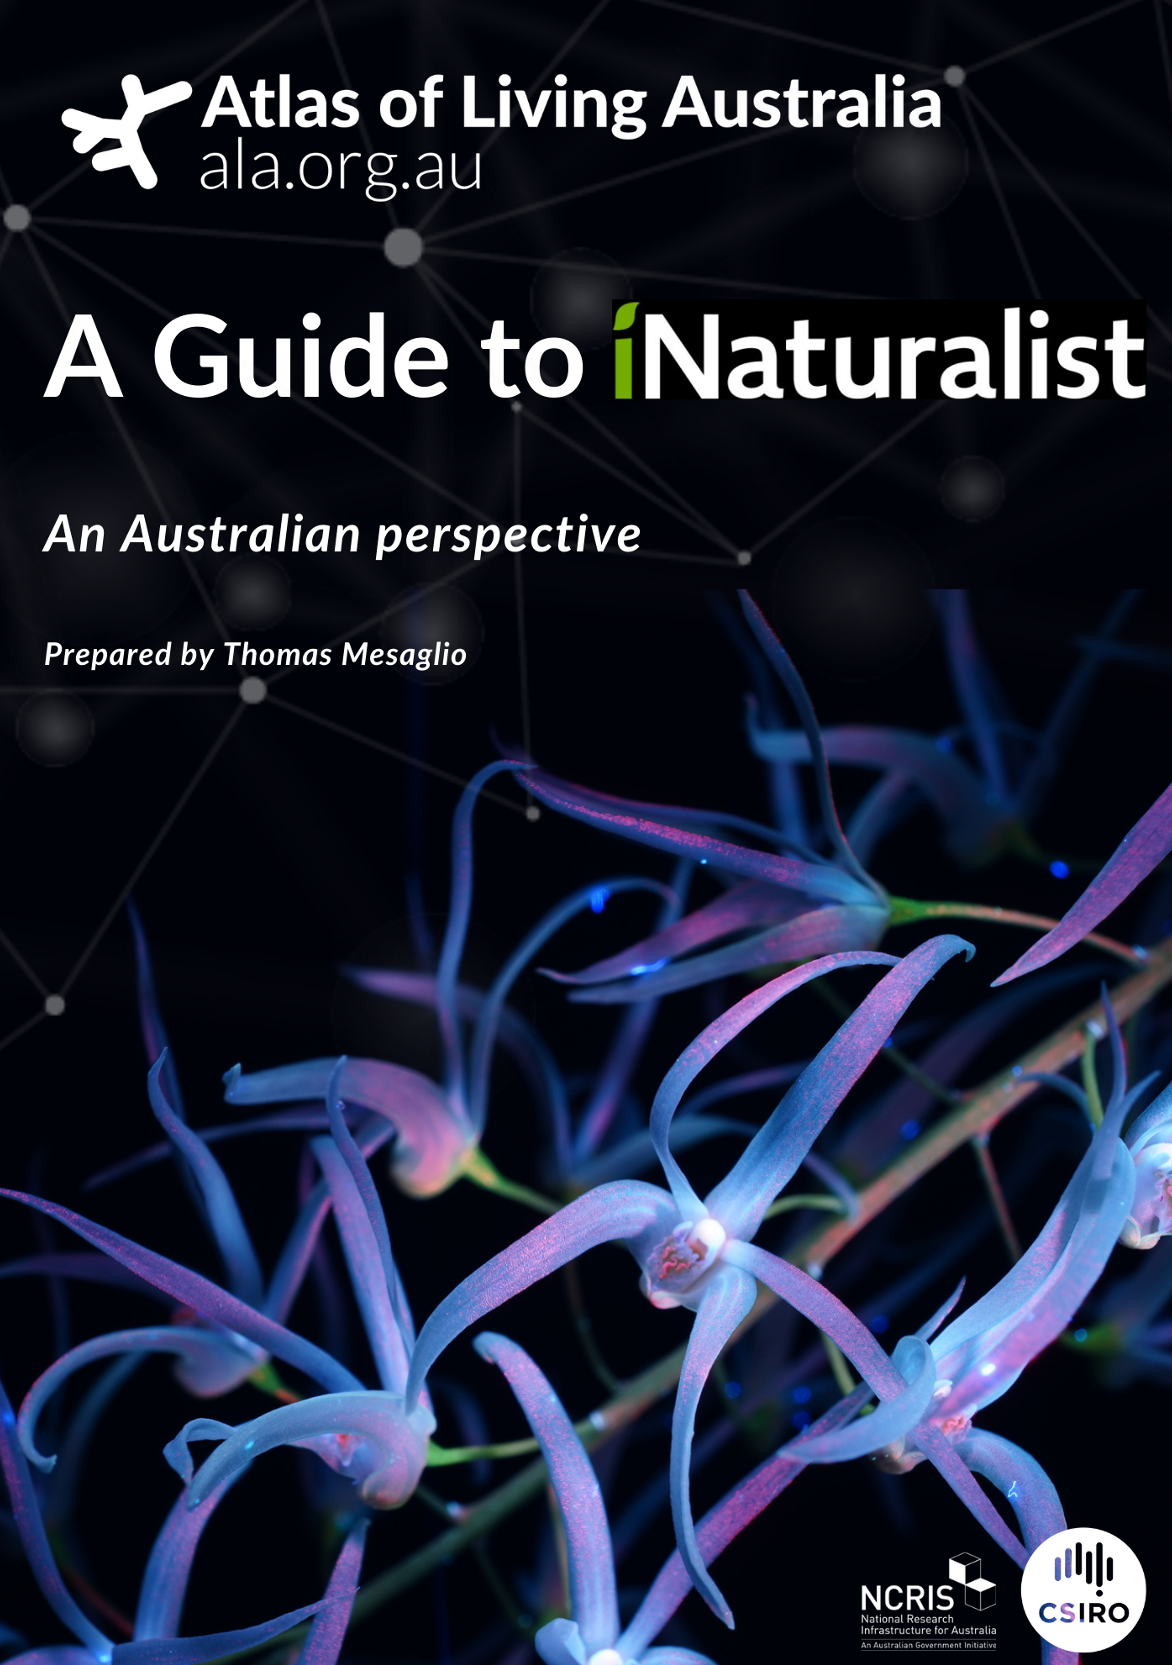 Atlas of Living Australia
ala.org.au
A Guide to iNaturalist
An Australian perspective
Prepared by Thomas Mesaglio
NCRIS
National Research
Infrastructure for Australia
An Australian Government Initiative
CSIRO